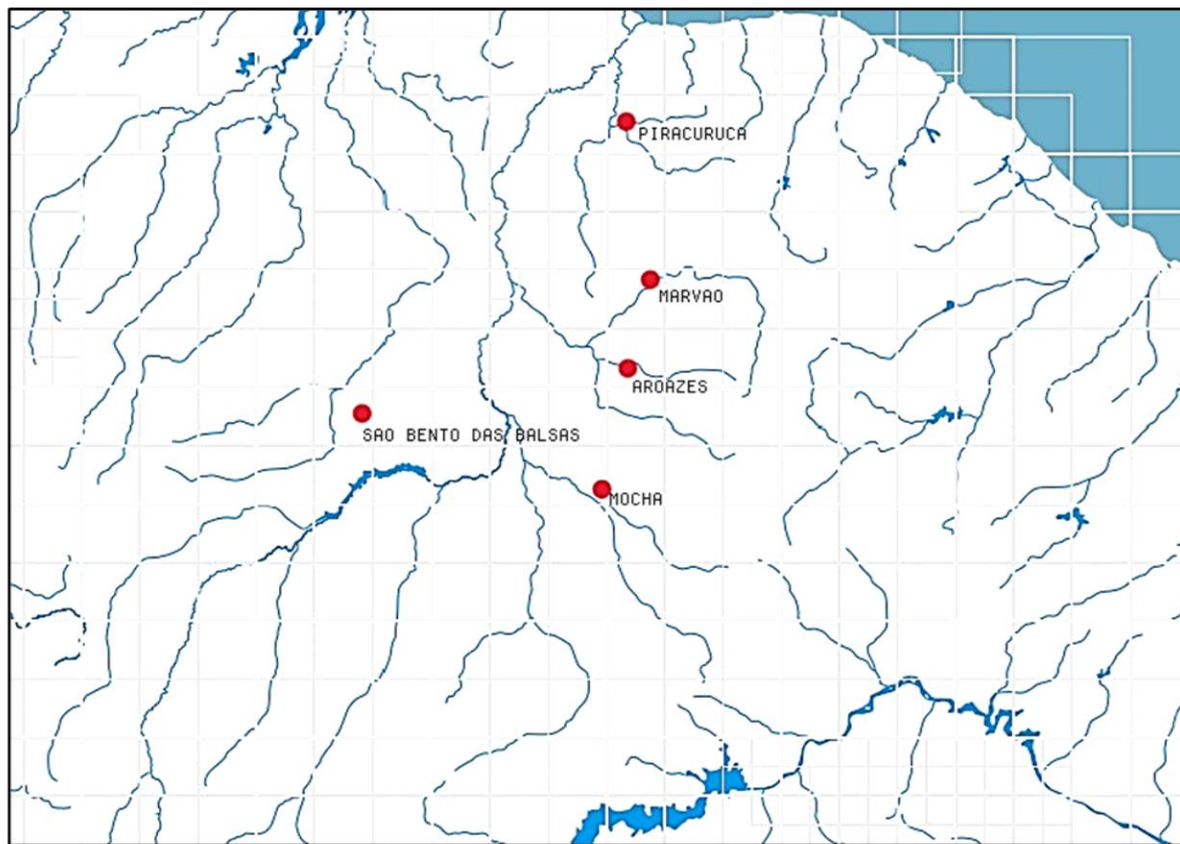 PIRACURUCA
MARVAO
AROAZES
SAO BENTO DAS BALSAS
MOCHA